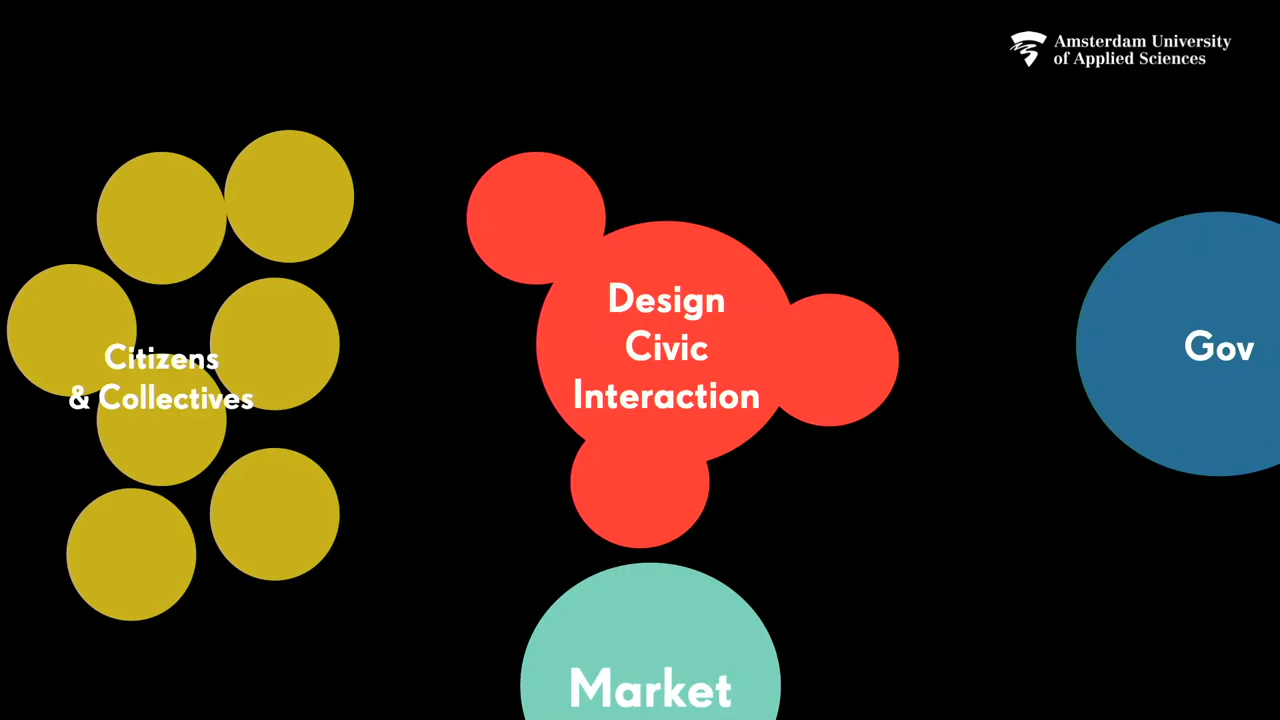 Amsterdam University
of Applied Sciences
Design
Civic
Interaction
Citizens
& Collectives
Gov
Market